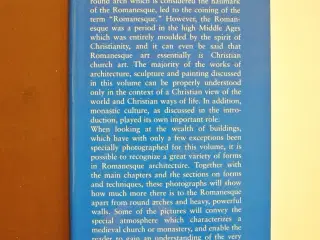 round arch which is considered the hallmark
of the Romanesque, led to the coining of the
term "Romanesque." However, the Roman-
esque was a period in the high Middle Ages
which was entirely moulded by the spirit of
Christianity, and it can even be said that
Romanesque art essentially is Christian
church art. The majority of the works of
architecture, sculpture and painting discussed
in this volume can be properly understood
only in the context of a Christian view of the
world and Christian ways of life. In addition,
monastic culture, as discussed in the intro-
duction, played its own important role.
When looking at the wealth of buildings,
which have with only a few exceptions been
specially photographed for this volume, it is
possible to recognize a great variety of forms
in Romanesque architecture. Together with
the main chapters and the sections on forms
and techniques, these photographs will show
how much more there is to the Romanesque
apart from round arches and heavy, powerful
walls. Some of the pictures will convey the
special atmosphere which characterizes a
medieval church or monastery, and enable the
reader to gain an understanding of the very